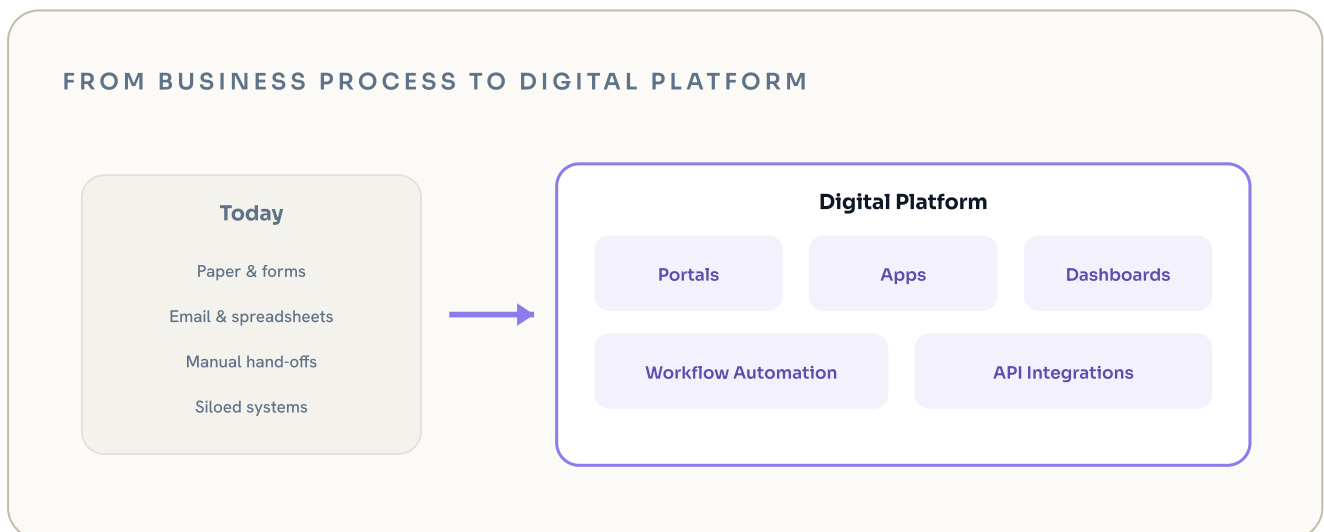 FROM BUSINESS PROCESS TO DIGITAL PLATFORM
Today
Paper & forms
Email & spreadsheets
Manual hand-offs
Siloed systems
Digital Platform
Portals
Apps
Dashboards
Workflow Automation
API Integrations